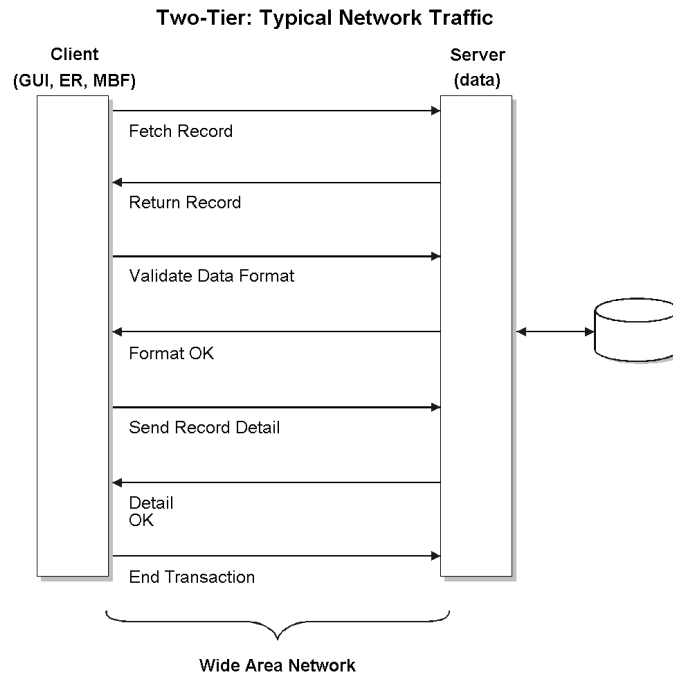 Two-Tier: Typical Network Traffic
Client
(GUI, ER, MBF)
Server
(data)
Fetch Record
Return Record
Validate Data Format
Format OK
Send Record Detail
Detail
OK
End Transaction
Wide Area Network